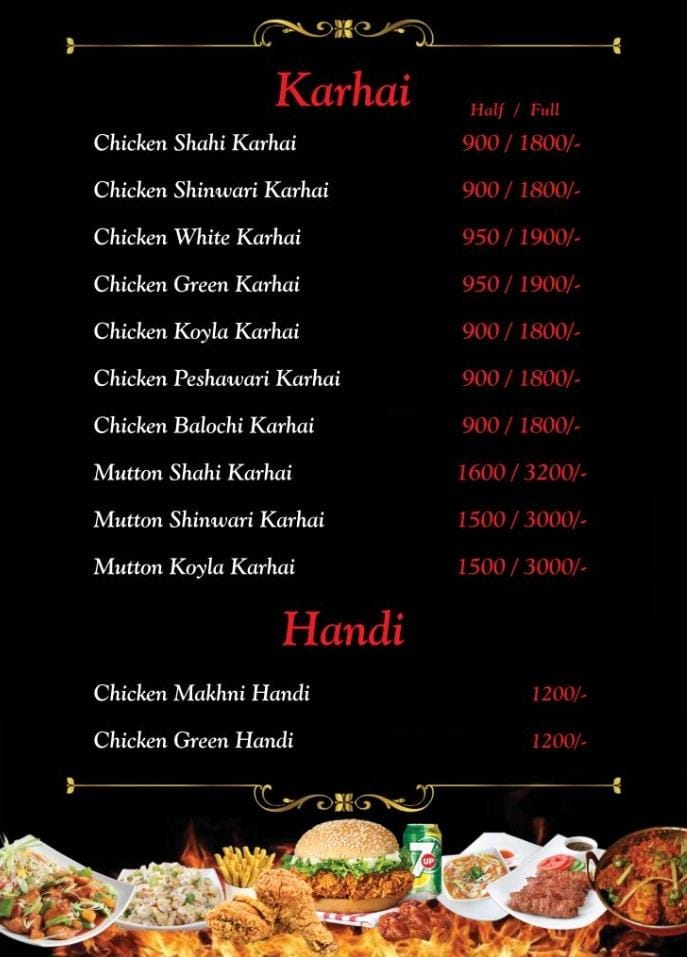 Karhai
Half / Full
Chicken Shahi Karhai 900 / 1800/-
Chicken Shinwari Karhai 900 / 1800/-
Chicken White Karhai 950 / 1900/-
Chicken Green Karhai 950 / 1900/-
Chicken Koyla Karhai 900 / 1800/-
Chicken Peshawari Karhai 900 / 1800/-
Chicken Balochi Karhai 900 / 1800/-
Mutton Shahi Karhai 1600 / 3200/-
Mutton Shinwari Karhai 1500 / 3000/-
Mutton Koyla Karhai 1500 / 3000/-
Handi
Chicken Makhni Handi 1200/-
Chicken Green Handi 1200/-
7UP